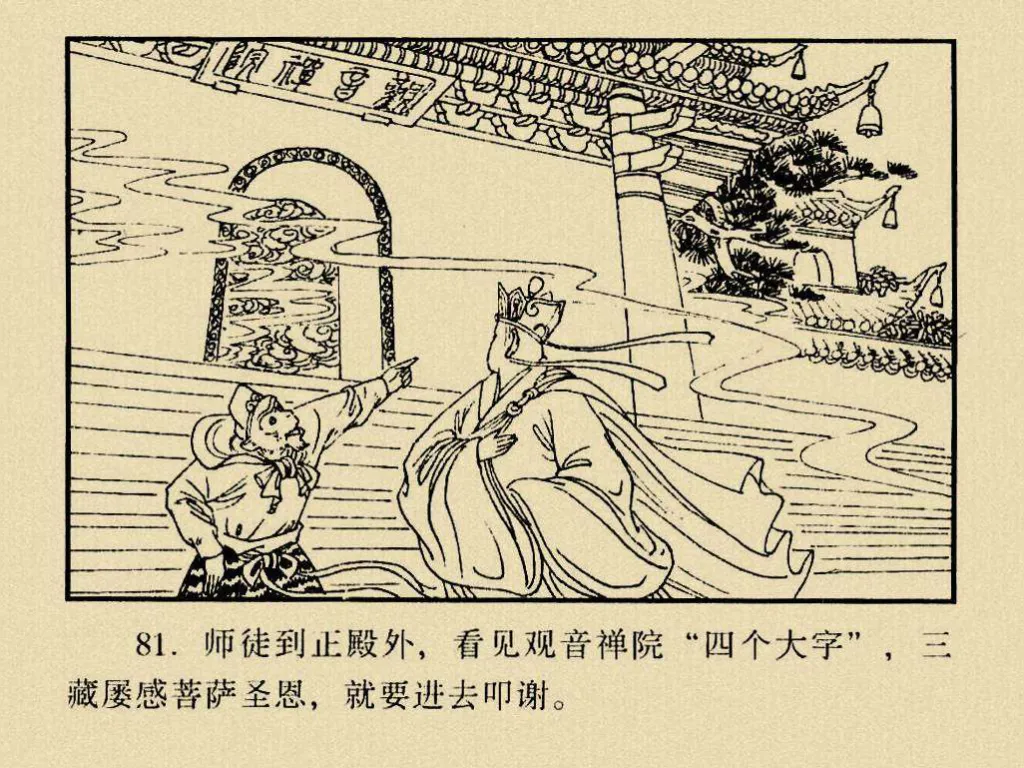 觀音禪院
81. 师徒到正殿外，看见观音禅院“四个大字”，三
藏屡感菩萨圣恩，就要进去叩谢。